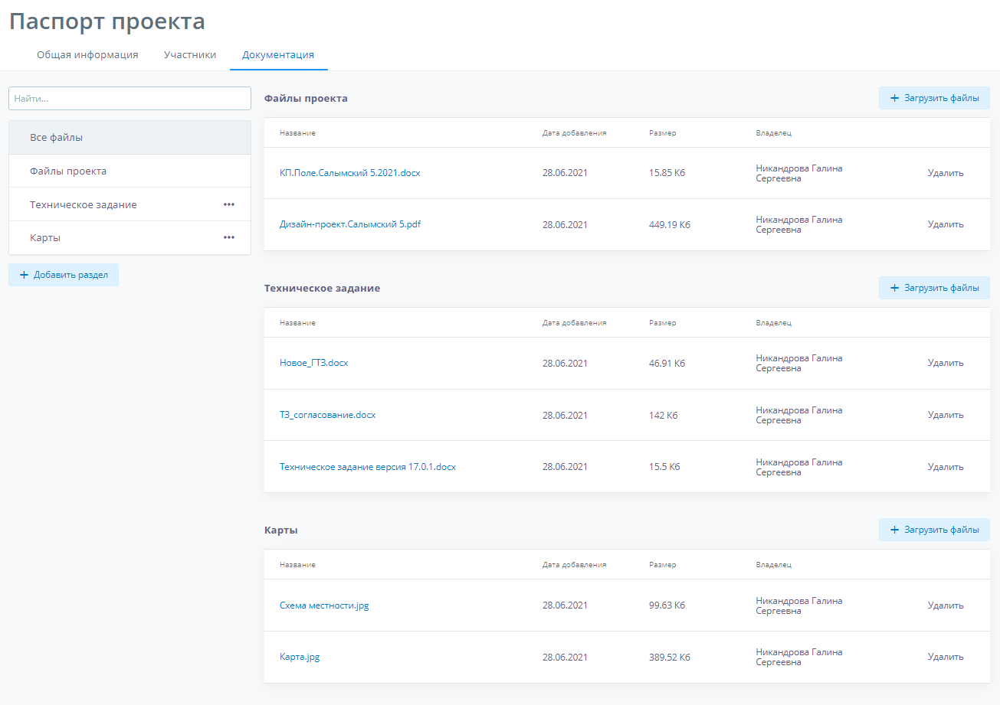 Паспорт проекта
Общая информация Участники Документация
Найти...
Все файлы
Файлы проекта
Техническое задание •••
Карты •••
+ Добавить раздел
Файлы проекта + Загрузить файлы
Название Дата добавления Размер Владелец
КП.Поле.Салымский 5.2021.docx 28.06.2021 15.85 Кб Никандрова Галина
Сергеевна Удалить
Дизайн-проект.Салымский 5.pdf 28.06.2021 449.19 Кб Никандрова Галина
Сергеевна Удалить
Техническое задание + Загрузить файлы
Название Дата добавления Размер Владелец
Новое_ГТЗ.docx 28.06.2021 46.91 Кб Никандрова Галина
Сергеевна Удалить
ТЗ_согласование.docx 28.06.2021 142 Кб Никандрова Галина
Сергеевна Удалить
Техническое задание версия 17.0.1.docx 28.06.2021 15.5 Кб Никандрова Галина
Сергеевна Удалить
Карты + Загрузить файлы
Название Дата добавления Размер Владелец
Схема местности.jpg 28.06.2021 99.63 Кб Никандрова Галина
Сергеевна Удалить
Карта.jpg 28.06.2021 389.52 Кб Никандрова Галина
Сергеевна Удалить